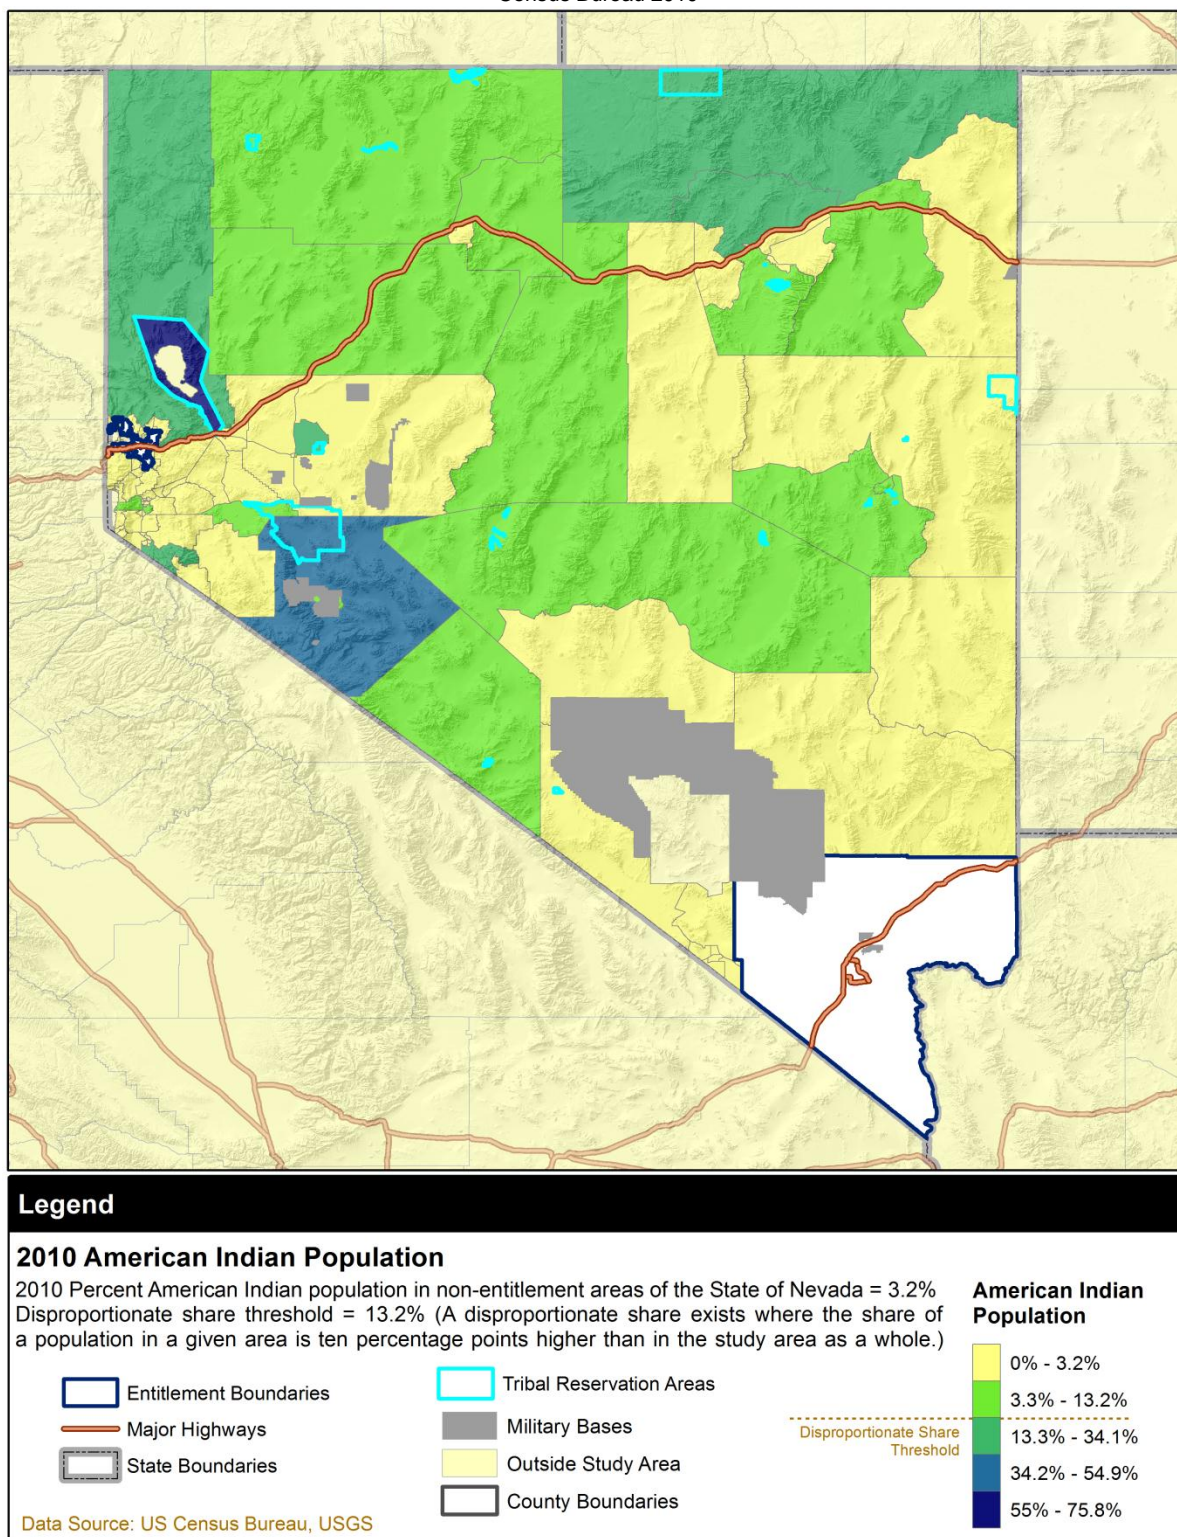 Census Bureau 2010
Legend
2010 American Indian Population
2010 Percent American Indian population in non-entitlement areas of the State of Nevada = 3.2%
Disproportionate share threshold = 13.2% (A disproportionate share exists where the share of
a population in a given area is ten percentage points higher than in the study area as a whole.)
Entitlement Boundaries
Major Highways
State Boundaries
Tribal Reservation Areas
Military Bases
Outside Study Area
County Boundaries
American Indian
Population
0% - 3.2%
3.3% - 13.2%
Disproportionate Share
Threshold
13.3% - 34.1%
34.2% - 54.9%
55% - 75.8%
Data Source: US Census Bureau, USGS